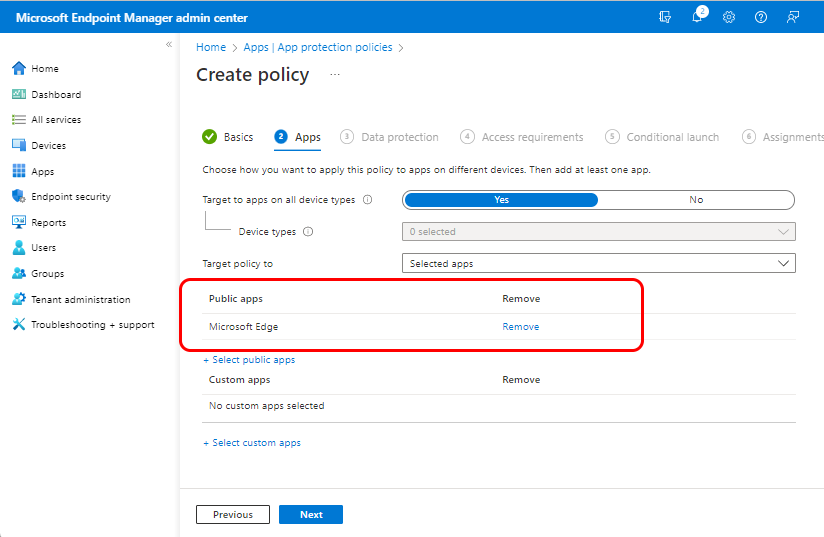 Microsoft Endpoint Manager admin center
2
«
Home
Dashboard
All services
Devices
Apps
Endpoint security
Reports
Users
Groups
Tenant administration
Troubleshooting + support
Home > Apps | App protection policies >
Create policy ...
Basics 2 Apps 3 Data protection 4 Access requirements 5 Conditional launch 6 Assignments
Choose how you want to apply this policy to apps on different devices. Then add at least one app.
Target to apps on all device types Yes No
Device types 0 selected
Target policy to Selected apps
Public apps Remove
Microsoft Edge Remove
+ Select public apps
Custom apps Remove
No custom apps selected
+ Select custom apps
Previous Next